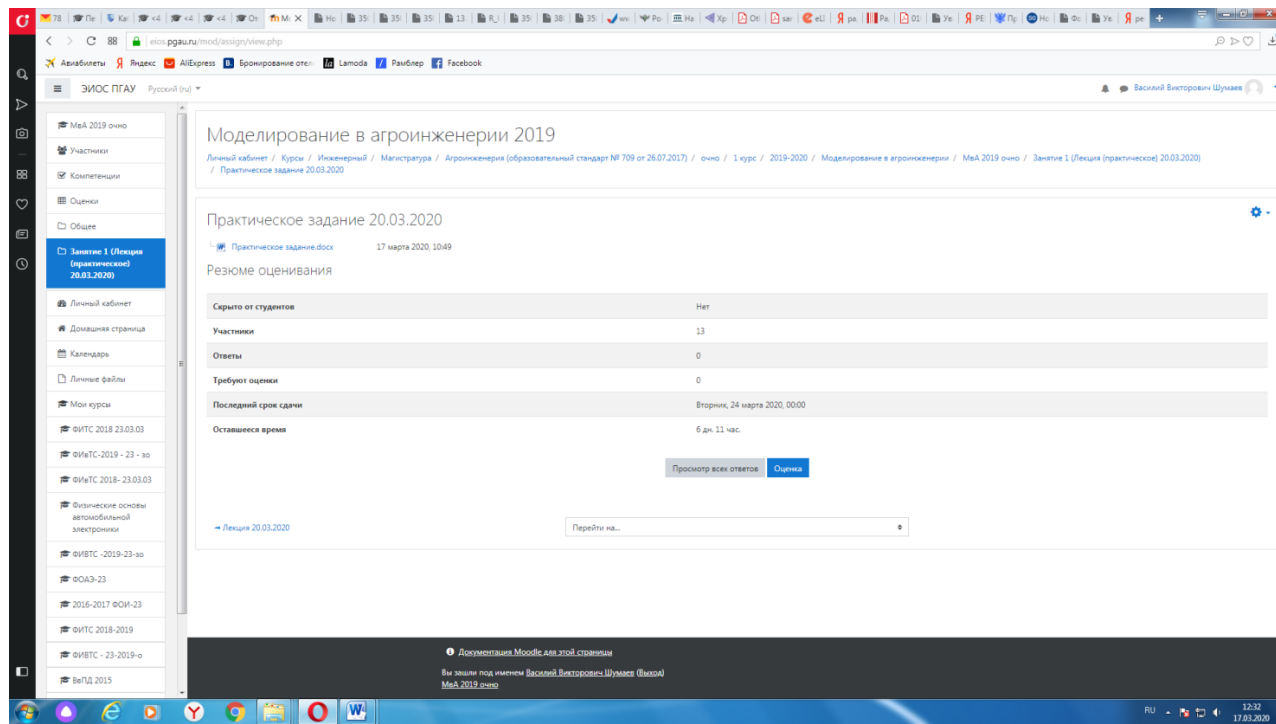 eios.pgau.ru/mod/assign/view.php
Авиабилеты Яндекс AliExpress Бронирование отел Lamoda Рамблер Facebook
ЭИОС ПГАУ Русский (ru)
Василий Викторович Шумаев
МвА 2019 очно
Участники
Компетенции
Оценки
Общее
Занятие 1 (Лекция
(практическое)
20.03.2020)
Личный кабинет
Домашняя страница
Календарь
Личные файлы
Мои курсы
ФИТС 2018 23.03.03
ФИвТС-2019 - 23 - зо
ФИвТС 2018- 23.03.03
Физические основы
автомобильной
электроники
ФИВТС -2019-23-зо
ФОАЭ-23
2016-2017 ФОИ-23
ФИТС 2018-2019
ФИВТС - 23-2019-о
ВвПД 2015
Моделирование в агроинженерии 2019
Личный кабинет / Курсы / Инженерный / Магистратура / Агроинженерия (образовательный стандарт № 709 от 26.07.2017) / очно / 1 курс / 2019-2020 / Моделирование в агроинженерии / МвА 2019 очно / Занятие 1 (Лекция (практическое) 20.03.2020)
/ Практическое задание 20.03.2020
Практическое задание 20.03.2020
Практическое задание.docx 17 марта 2020, 10:49
Резюме оценивания
Скрыто от студентов Нет
Участники 13
Ответы 0
Требуют оценки 0
Последний срок сдачи Вторник, 24 марта 2020, 00:00
Оставшееся время 6 дн. 11 час.
Просмотр всех ответов Оценка
Лекция 20.03.2020 Перейти на...
Документация Moodle для этой страницы
Вы зашли под именем Василий Викторович Шумаев (Выход)
МвА 2019 очно
RU 12:32
17.03.2020